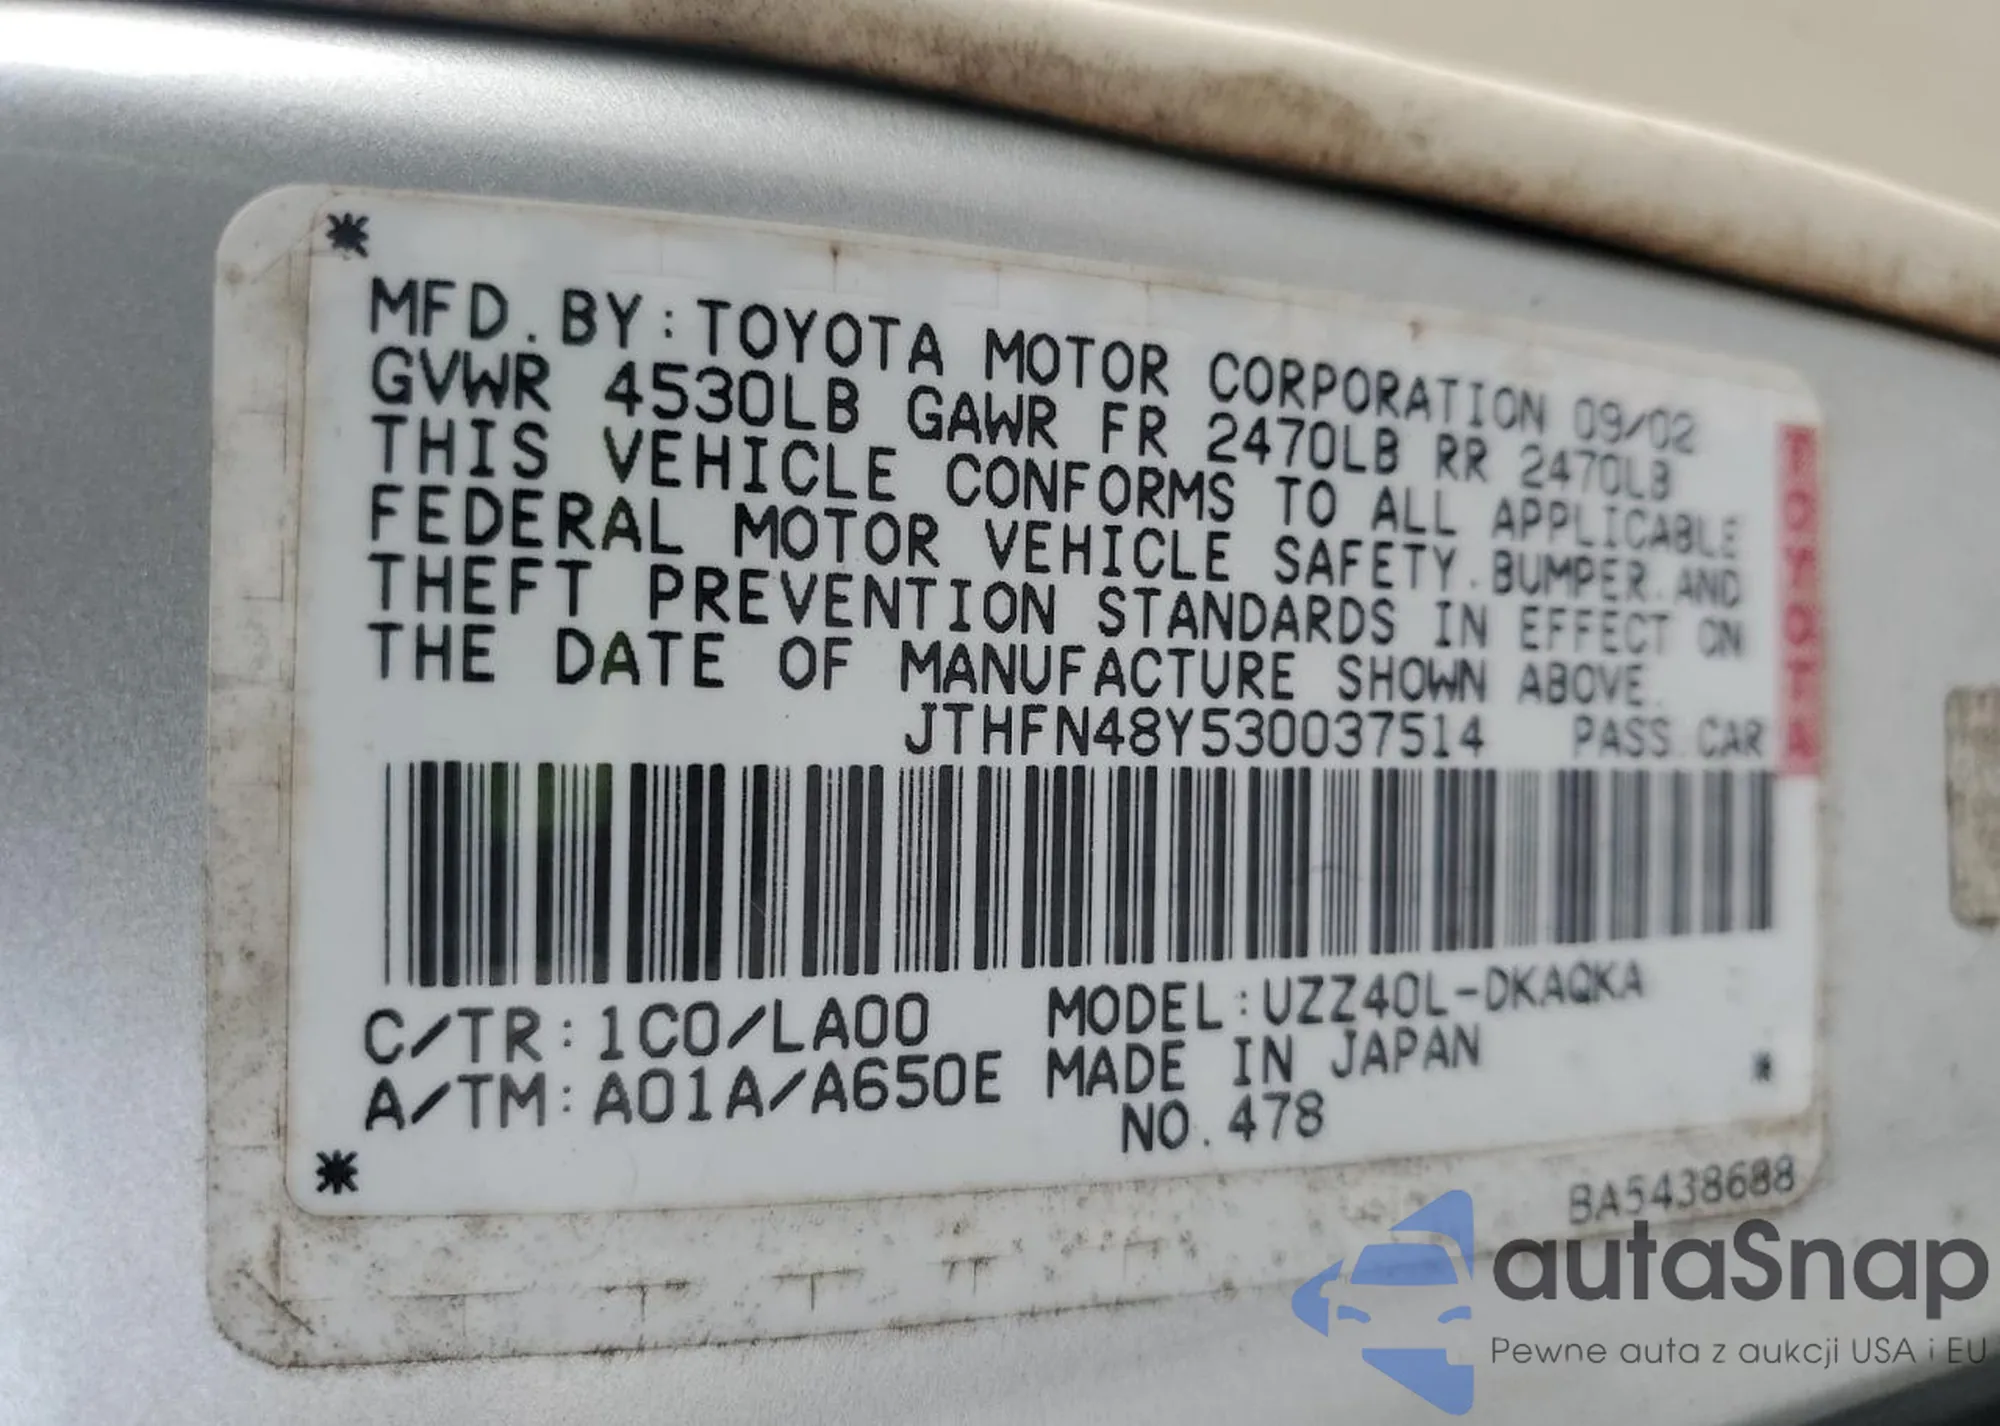 MFD. BY: TOYOTA MOTOR CORPORATION 09/02
GVWR 4530LB GAWR FR 2470LB RR 2470LB
THIS VEHICLE CONFORMS TO ALL APPLICABLE
FEDERAL MOTOR VEHICLE SAFETY. BUMPER. AND
THEFT PREVENTION STANDARDS IN EFFECT ON
THE DATE OF MANUFACTURE SHOWN ABOVE.
JTHFN48Y530037514 PASS. CAR
TOYOTA
C/TR: 1C0/LA00 MODEL: UZZ40L-DKAQKA
A/TM: A01A/A650E MADE IN JAPAN
NO. 478
BA5438688
autaSnap
Pewne auta z aukcji USA i EU